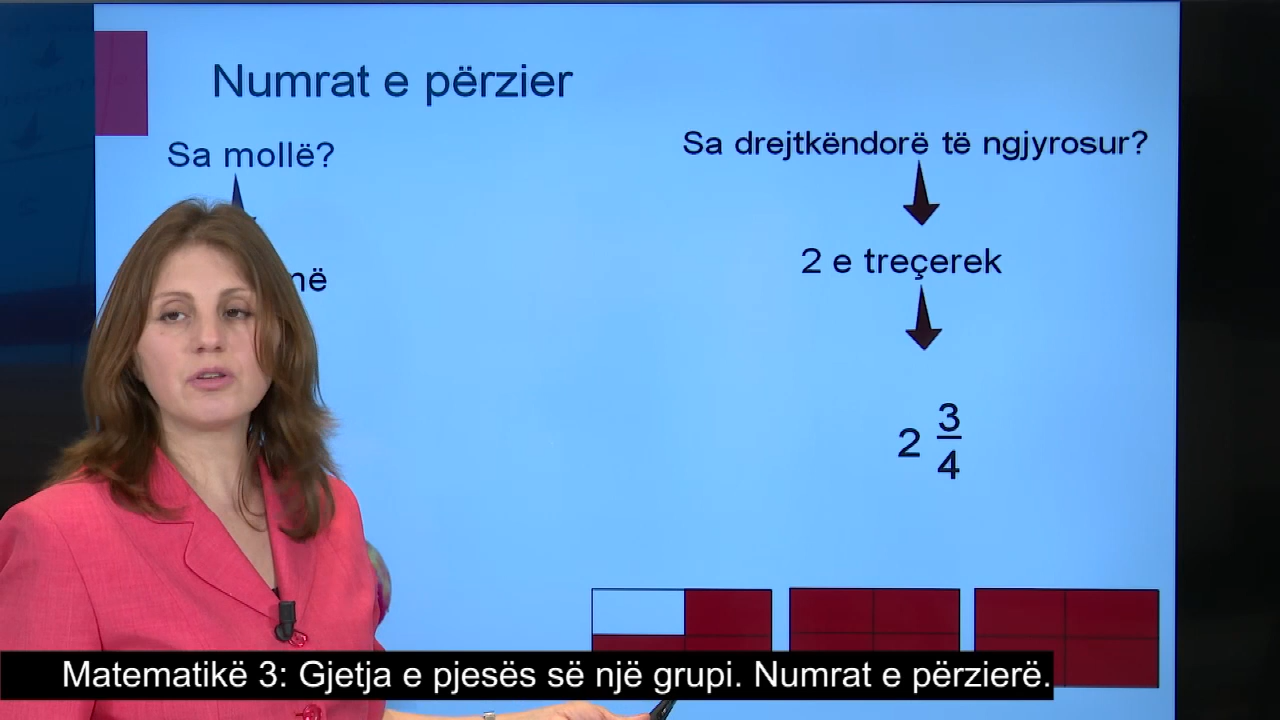 Numrat e përzier
Sa mollë?
Sa drejtkëndorë të ngjyrosur?
2 e treçerek
2 3/4
Matematikë 3: Gjetja e pjesës së një grupi. Numrat e përzierë.